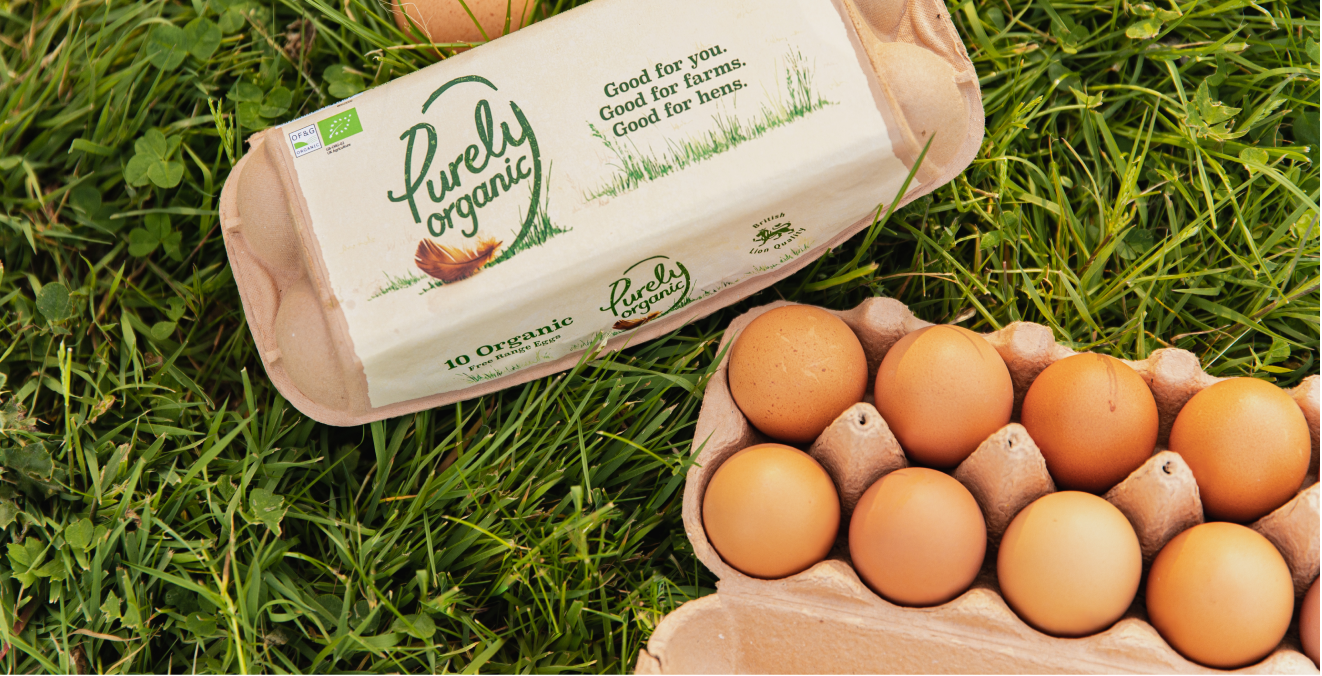 OF&G
ORGANIC
Purely
organic
Good for you.
Good for farms.
Good for hens.
10 Organic
Free Range Eggs
Purely
organic
British
Lion Quality